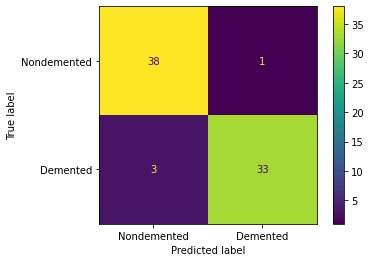 True label
Nondemented
Demented
38
1
3
33
Nondemented
Demented
Predicted label
35
30
25
20
15
10
5